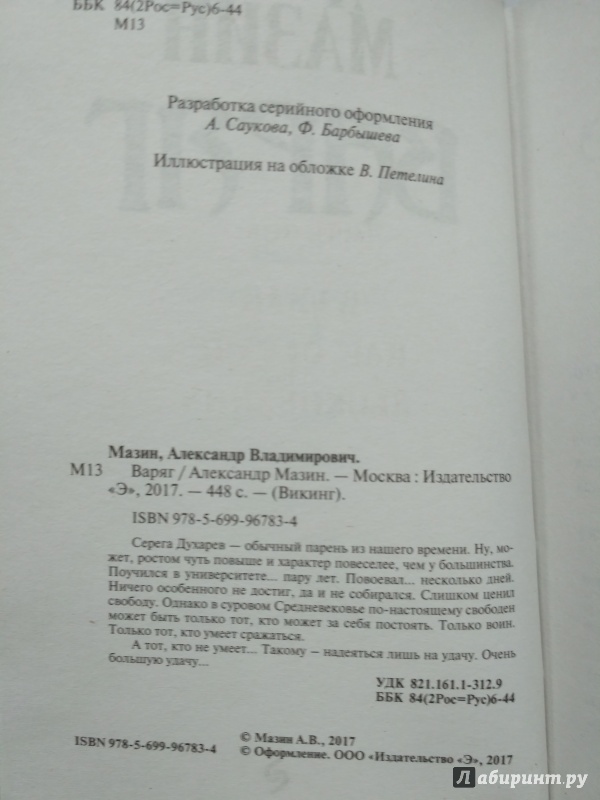 ББК 84(2Рос=Рус)6-44
М13
Разработка серийного оформления
А. Саукова, Ф. Барбышева
Иллюстрация на обложке В. Петелина
Мазин, Александр Владимирович.
М13 Варяг / Александр Мазин. — Москва : Издательство
«Э», 2017. — 448 с. — (Викинг).
ISBN 978-5-699-96783-4
Серега Духарев — обычный парень из нашего времени. Ну, мо-
жет, ростом чуть повыше и характер повеселее, чем у большинства.
Поучился в университете... пару лет. Повоевал... несколько дней.
Ничего особенного не достиг, да и не собирался. Слишком ценил
свободу. Однако в суровом Средневековье по-настоящему свободен
может быть только тот, кто может за себя постоять. Только воин.
Только тот, кто умеет сражаться.
А тот, кто не умеет... Такому — надеяться лишь на удачу. Очень
большую удачу...
УДК 821.161.1-312.9
ББК 84(2Рос=Рус)6-44
© Мазин А.В., 2017
ISBN 978-5-699-96783-4 © Оформление. ООО «Издательство «Э», 2017
Лабиринт.ру